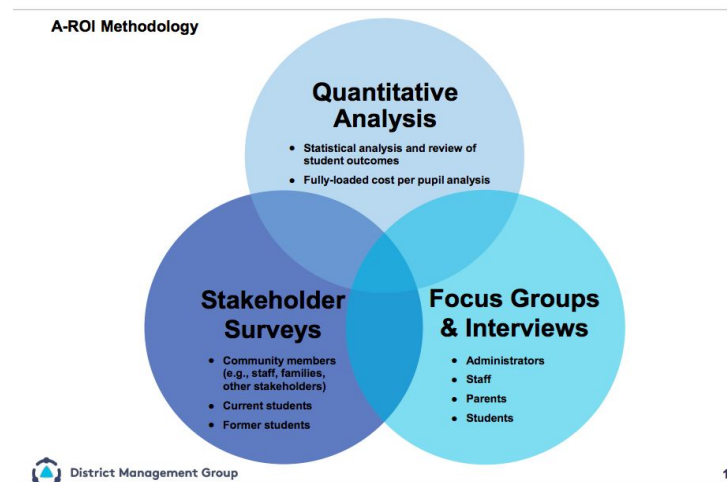 A-ROI Methodology
Quantitative
Analysis
• Statistical analysis and review of
student outcomes
• Fully-loaded cost per pupil analysis
Stakeholder
Surveys
• Community members
(e.g., staff, families,
other stakeholders)
• Current students
• Former students
Focus Groups
& Interviews
• Administrators
• Staff
• Parents
• Students
District Management Group
1